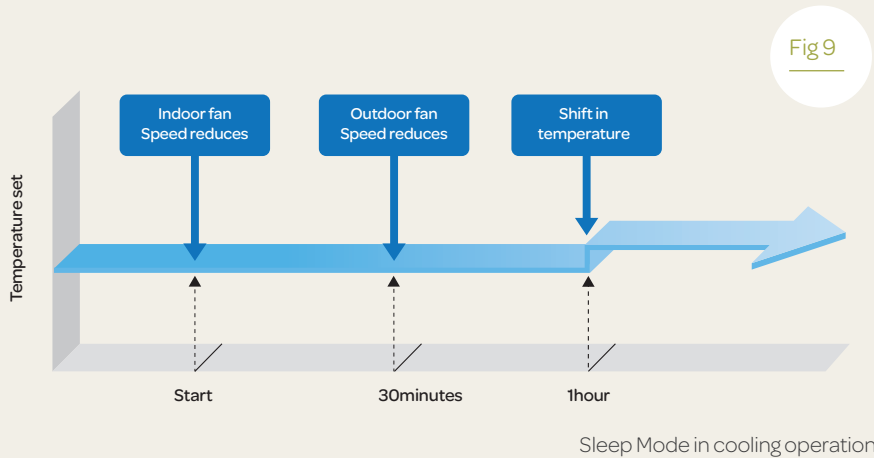 Fig 9
Indoor fan
Speed reduces
Outdoor fan
Speed reduces
Shift in
temperature
Temperature set
Start
30minutes
1hour
Sleep Mode in cooling operation